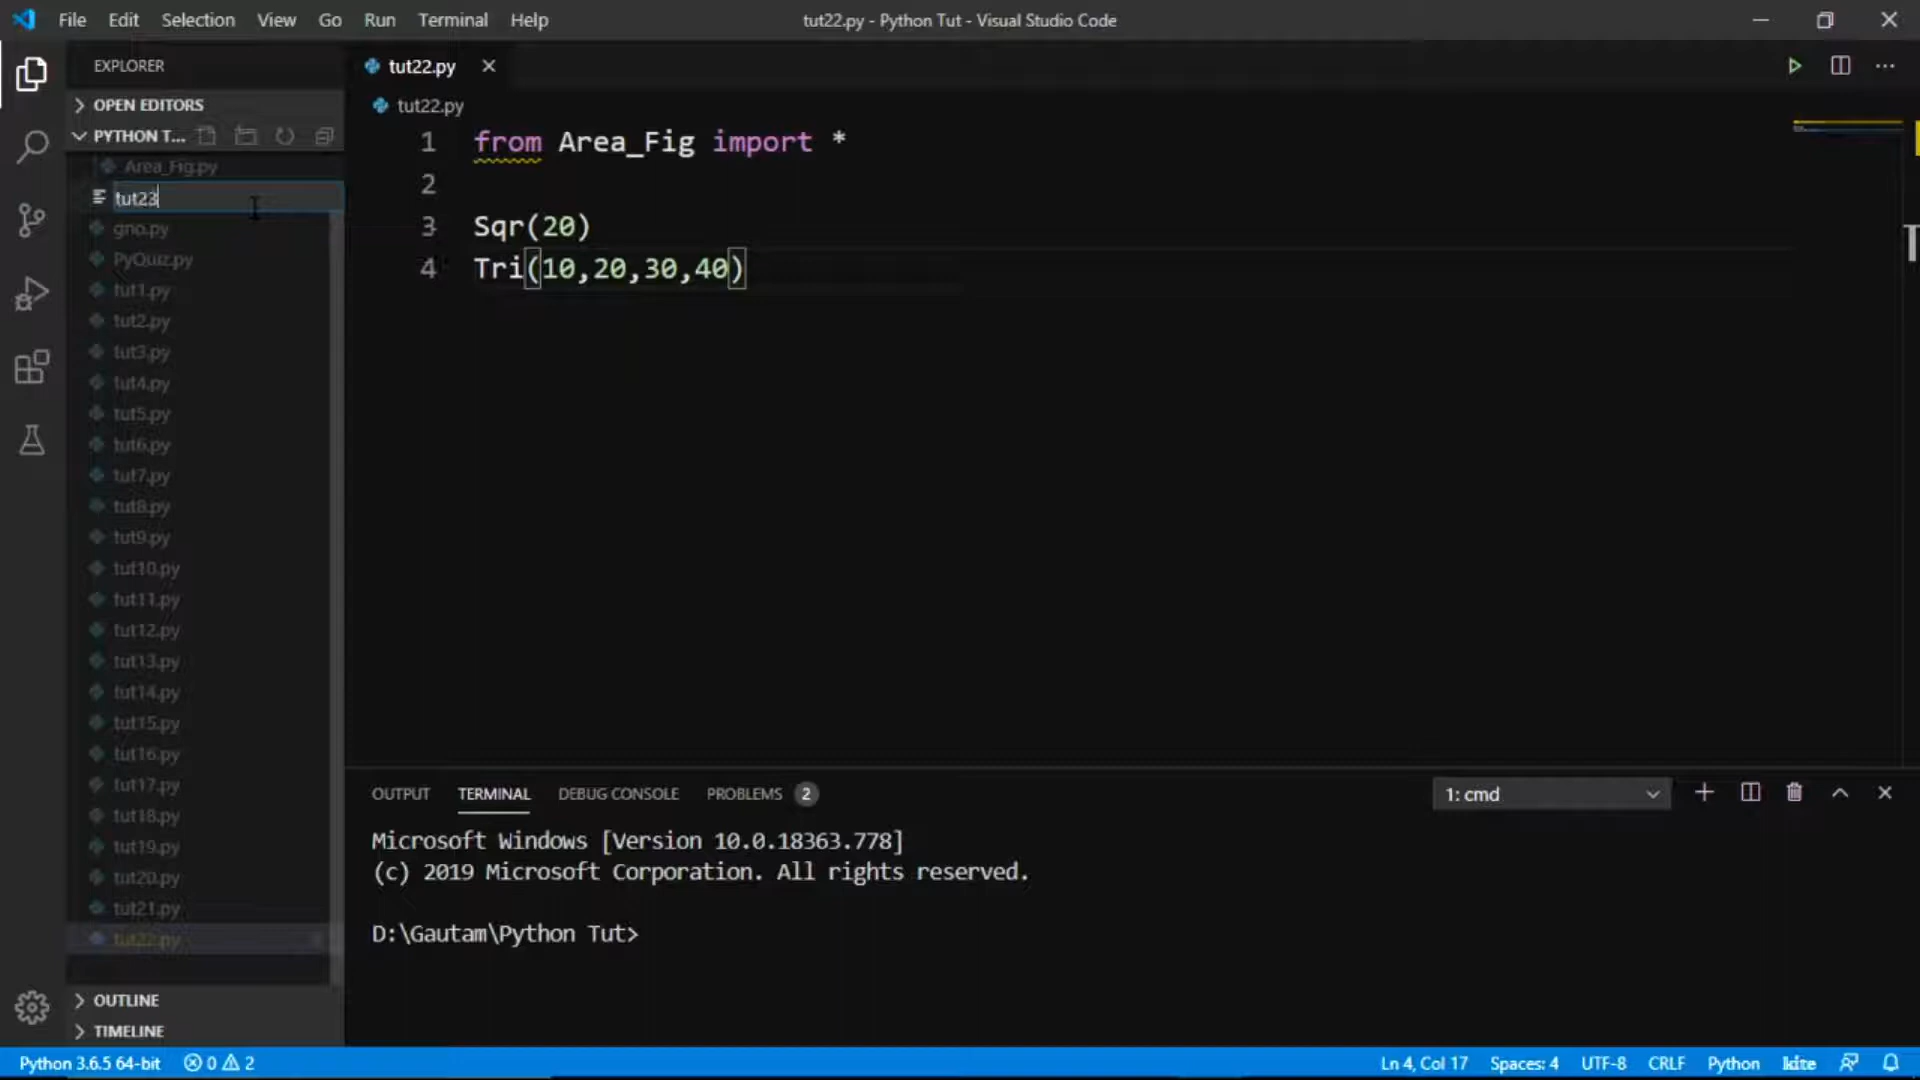 File Edit Selection View Go Run Terminal Help
tut22.py - Python Tut - Visual Studio Code
EXPLORER
OPEN EDITORS
PYTHON T...
Area_Fig.py
tut23
gno.py
PyQuiz.py
tut1.py
tut2.py
tut3.py
tut4.py
tut5.py
tut6.py
tut7.py
tut8.py
tut9.py
tut10.py
tut11.py
tut12.py
tut13.py
tut14.py
tut15.py
tut16.py
tut17.py
tut18.py
tut19.py
tut20.py
tut21.py
tut22.py
OUTLINE
TIMELINE
tut22.py
tut22.py
1 from Area_Fig import *
2
3 Sqr(20)
4 Tri(10,20,30,40)
OUTPUT TERMINAL DEBUG CONSOLE PROBLEMS 2
1: cmd
Microsoft Windows [Version 10.0.18363.778]
(c) 2019 Microsoft Corporation. All rights reserved.
D:\Gautam\Python Tut>
Python 3.6.5 64-bit 0 2
Ln 4, Col 17 Spaces: 4 UTF-8 CRLF Python kite